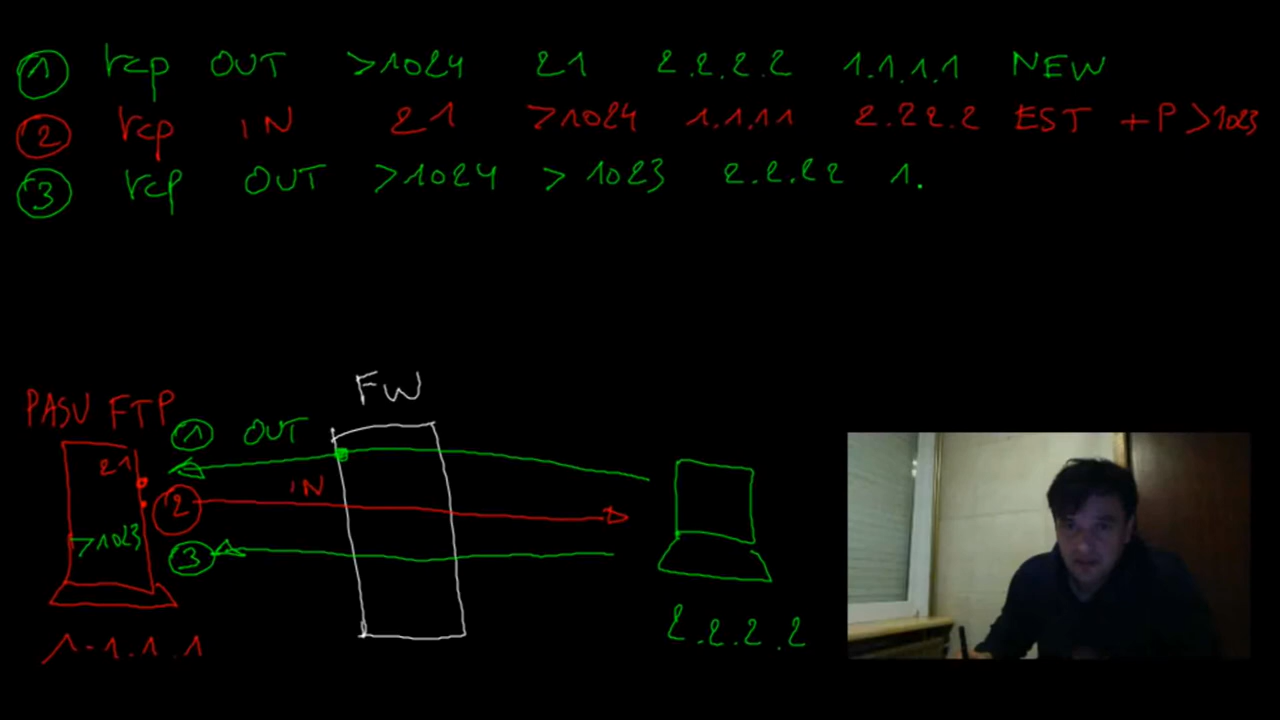 1 tcp OUT >1024 21 2.2.2.2 1.1.1.1 NEW
2 tcp IN 21 >1024 1.1.1.1 2.2.2.2 EST +P >1023
3 tcp OUT >1024 >1023 2.2.2.2 1.
FW
PASV FTP
1 OUT
21
IN
2
>1023
3
1.1.1.1
2.2.2.2